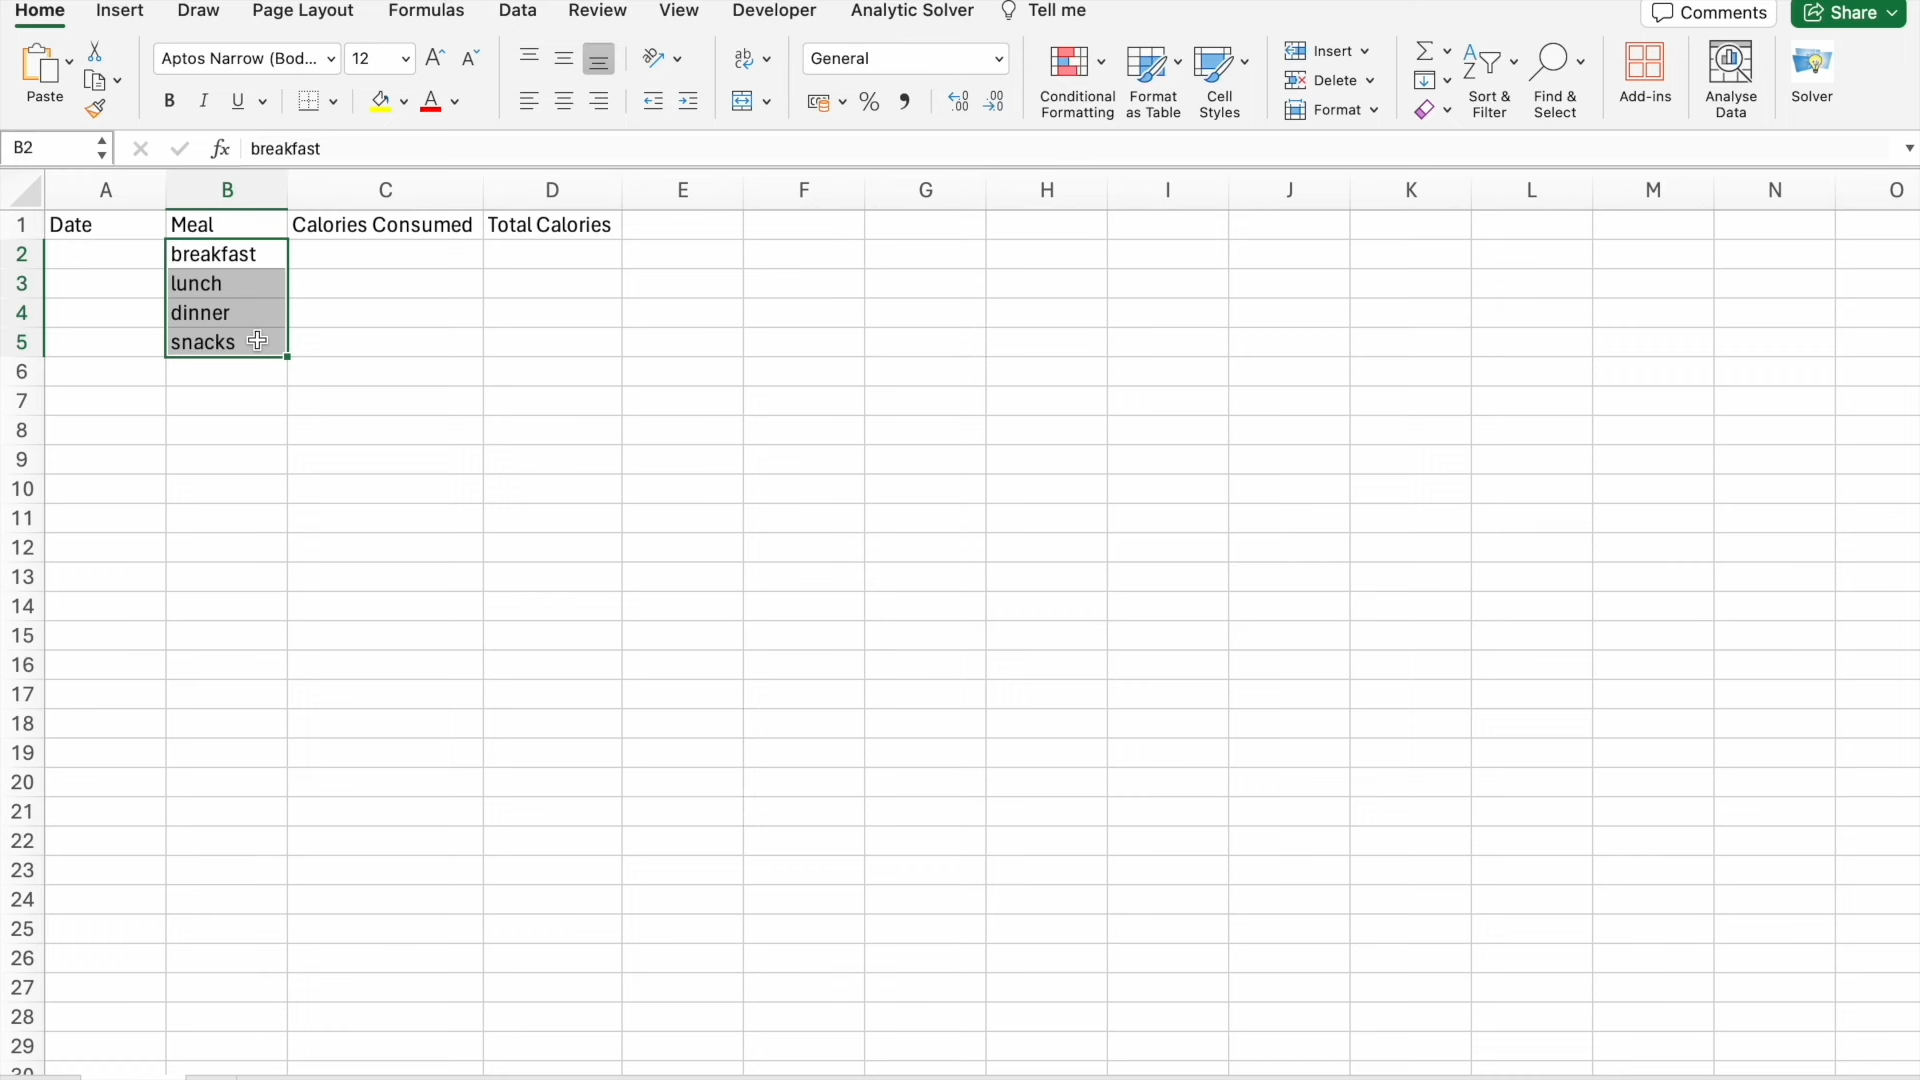 Home Insert Draw Page Layout Formulas Data Review View Developer Analytic Solver Tell me Comments Share
Paste
Aptos Narrow (Bod... 12 A^ A˅
B I U A
ab
General
% , .00
Conditional Formatting
Format as Table
Cell Styles
Insert
Delete
Format
Sort & Filter
Find & Select
Add-ins
Analyse Data
Solver
B2 fx breakfast
A B C D E F G H I J K L M N O
1 Date Meal Calories Consumed Total Calories
2 breakfast
3 lunch
4 dinner
5 snacks
6
7
8
9
10
11
12
13
14
15
16
17
18
19
20
21
22
23
24
25
26
27
28
29
30